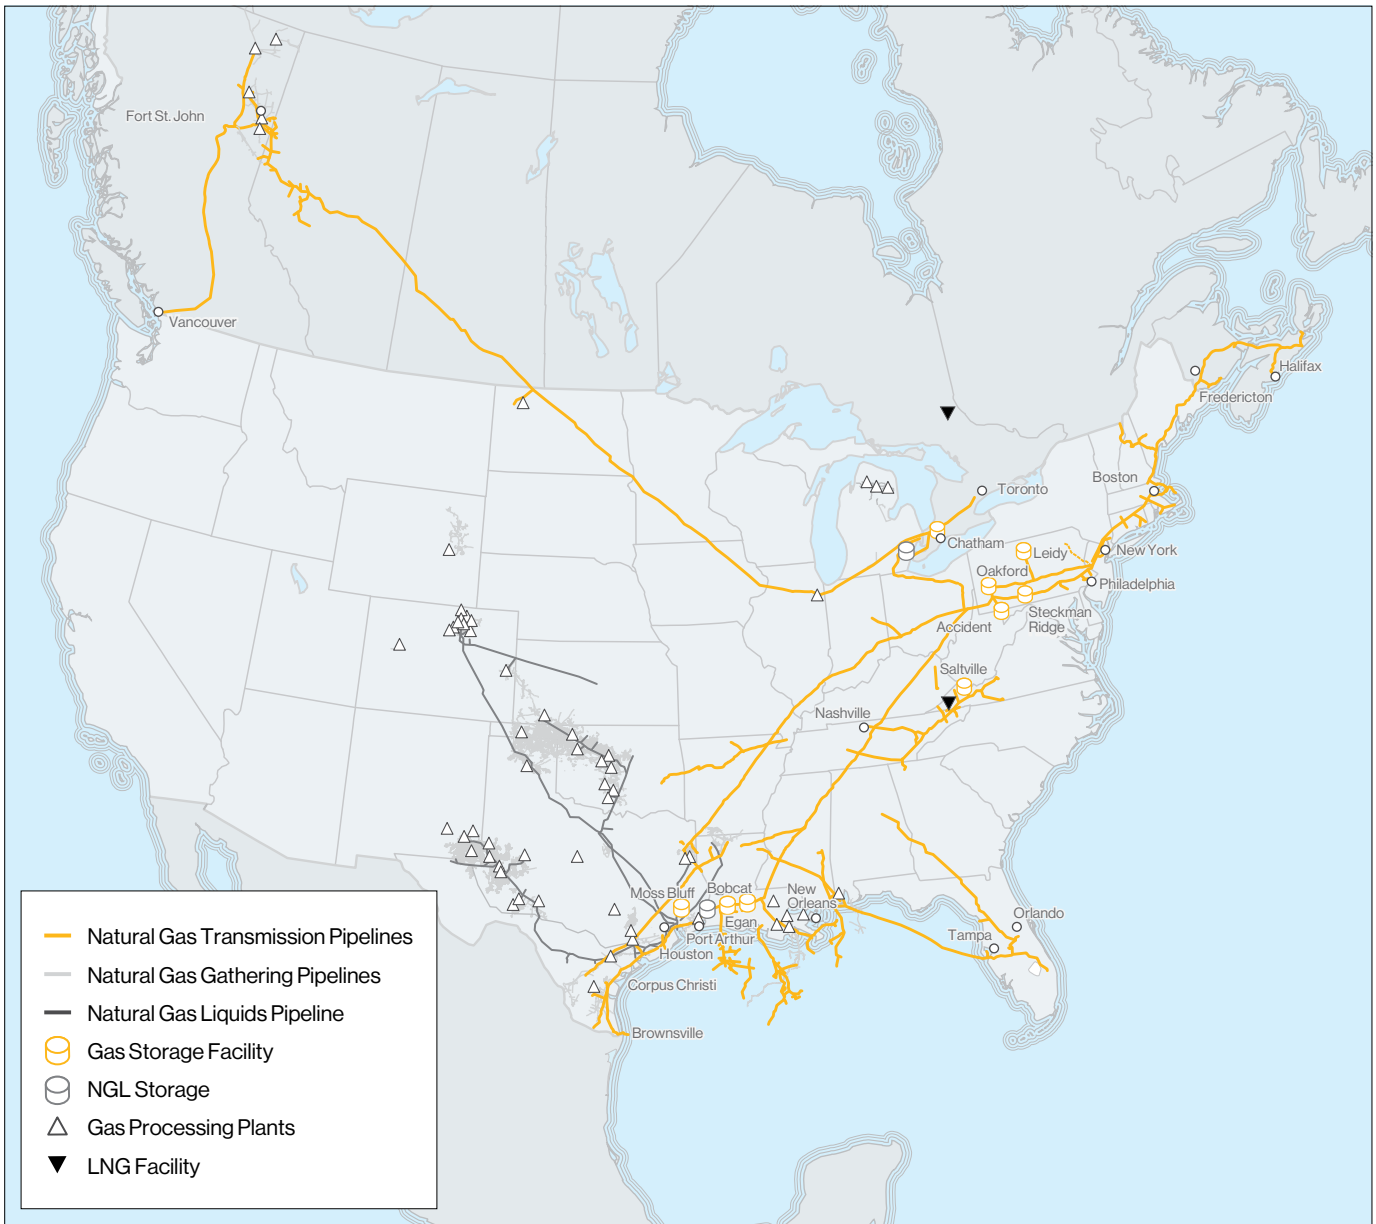 Fort St. John
Vancouver
Halifax
Fredericton
Boston
Toronto
Chatham
Leidy
New York
Oakford
Philadelphia
Steckman
Ridge
Accident
Saltville
Nashville
Moss Bluff
Bobcat
New
Orleans
Egan
Port Arthur
Houston
Orlando
Tampa
Corpus Christi
Brownsville
Natural Gas Transmission Pipelines
Natural Gas Gathering Pipelines
Natural Gas Liquids Pipeline
Gas Storage Facility
NGL Storage
Gas Processing Plants
LNG Facility